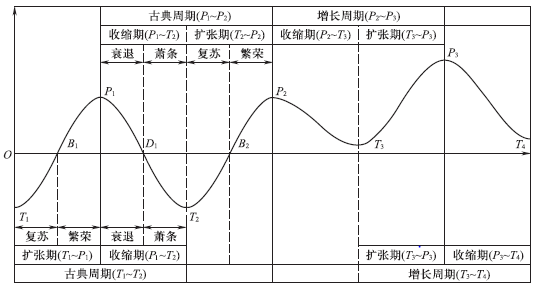 古典周期(P₁~P₂) 增长周期(P₂~P₃)
收缩期(P₁~T₂) 扩张期(T₂~P₂) 收缩期(P₂~T₃) 扩张期(T₃~P₃)
衰退 萧条 复苏 繁荣
P₃
P₁ P₂
O B₁ D₁ B₂ T₃ T₄
T₁ T₂
复苏 繁荣 衰退 萧条
扩张期(T₁~P₁) 收缩期(P₁~T₂) 扩张期(T₃~P₃) 收缩期(P₃~T₄)
古典周期(T₁~T₂) 增长周期(T₃~T₄)